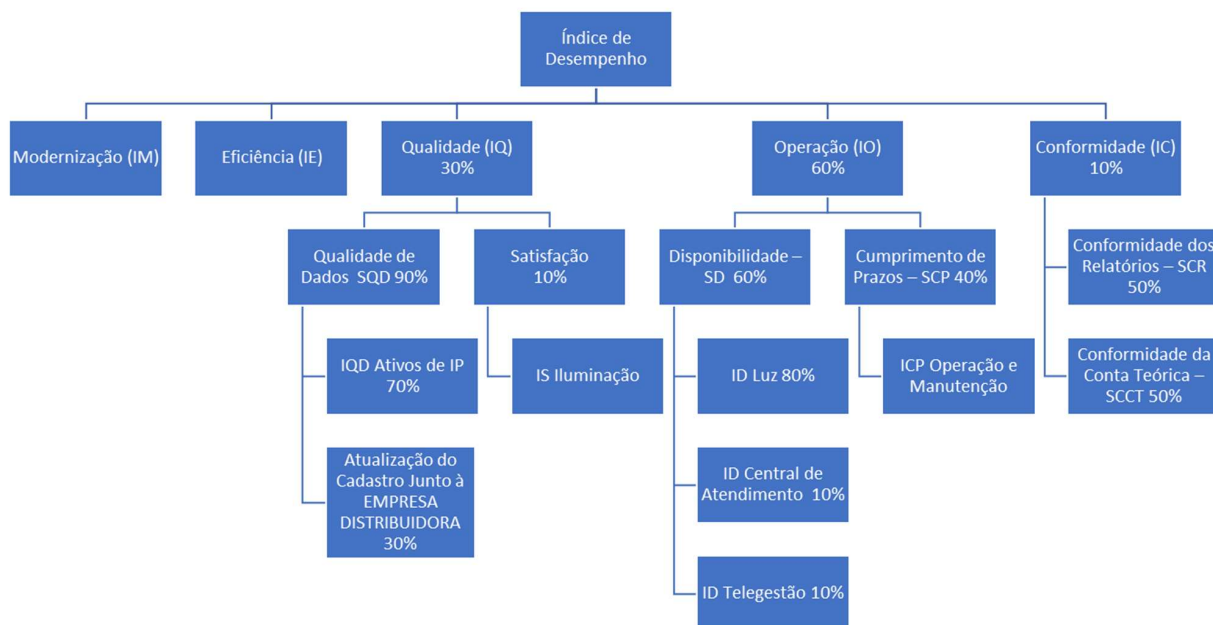 Índice de
Desempenho
Modernização (IM)
Eficiência (IE)
Qualidade (IQ)
30%
Operação (IO)
60%
Conformidade (IC)
10%
Qualidade de
Dados SQD 90%
Satisfação
10%
Disponibilidade –
SD 60%
Cumprimento de
Prazos – SCP 40%
Conformidade dos
Relatórios – SCR
50%
IQD Ativos de IP
70%
IS Iluminação
ID Luz 80%
ICP Operação e
Manutenção
Conformidade da
Conta Teórica –
SCCT 50%
Atualização do
Cadastro Junto à
EMPRESA
DISTRIBUIDORA
30%
ID Central de
Atendimento 10%
ID Telegestão 10%